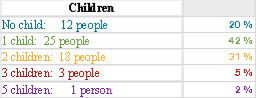 Children
No child: 12 people 20 %
1 child: 25 people 42 %
2 children: 18 people 31 %
3 children: 3 people 5 %
5 children: 1 person 2 %